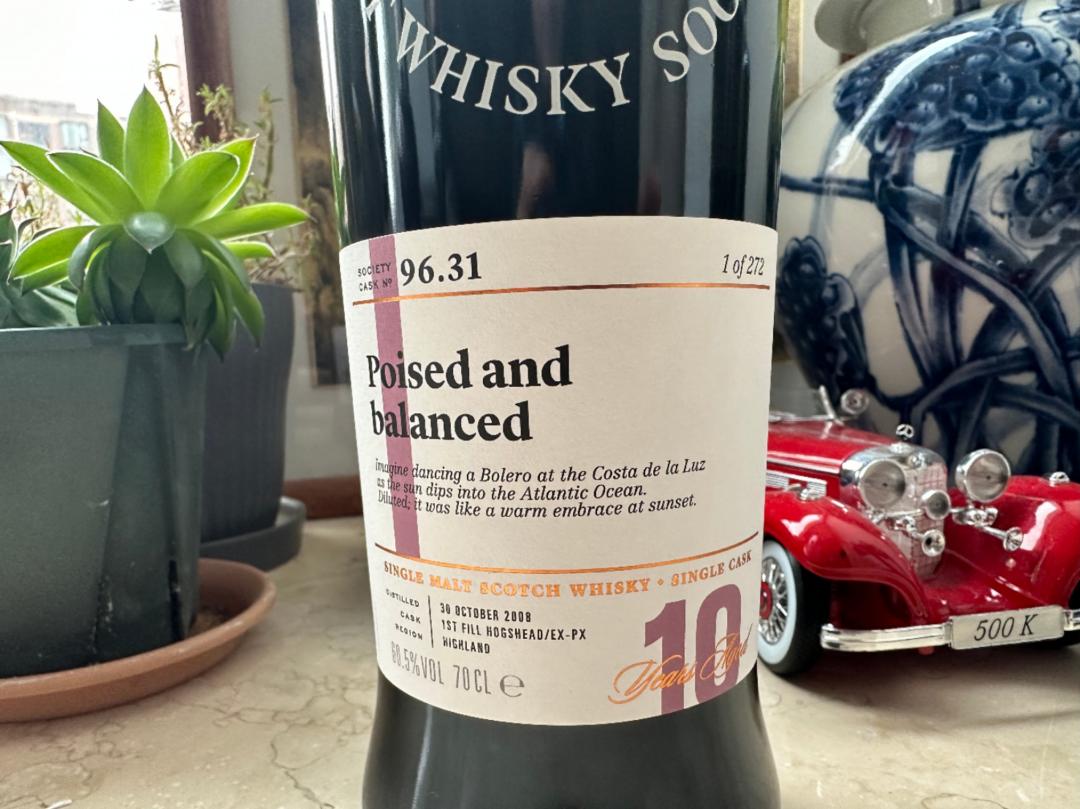 WHISKY SOC
SOCIETY
CASK Nº
96.31
1 of 272
Poised and
balanced
imagine dancing a Bolero at the Costa de la Luz
as the sun dips into the Atlantic Ocean.
Diluted; it was like a warm embrace at sunset.
SINGLE MALT SCOTCH WHISKY • SINGLE CASK
DISTILLED 30 OCTOBER 2008
CASK 1ST FILL HOGSHEAD/EX-PX
REGION HIGHLAND
60.5%VOL 70CL e
10
Years Aged
500 K